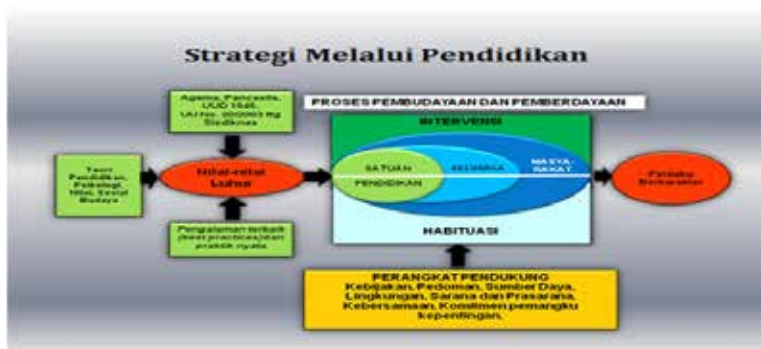 Strategi Melalui Pendidikan
Agama, Pancasila,
UUD 1945,
UU No. 20/2003 ttg
Sisdiknas
PROSES PEMBUDAYAAN DAN PEMBERDAYAAN
INTERVENSI
Teori
Pendidikan,
Psikologi,
Nilai, Sosial
Budaya
Nilai-nilai
Luhur
SATUAN
PENDIDIKAN
KELUARGA
MASYA-
RAKAT
Perilaku
Berkarakter
Pengalaman terbaik
(best practices)dan
praktik nyata
HABITUASI
PERANGKAT PENDUKUNG
Kebijakan, Pedoman, Sumber Daya,
Lingkungan, Sarana dan Prasarana,
Kebersamaan, Komitmen pemangku
kepentingan.